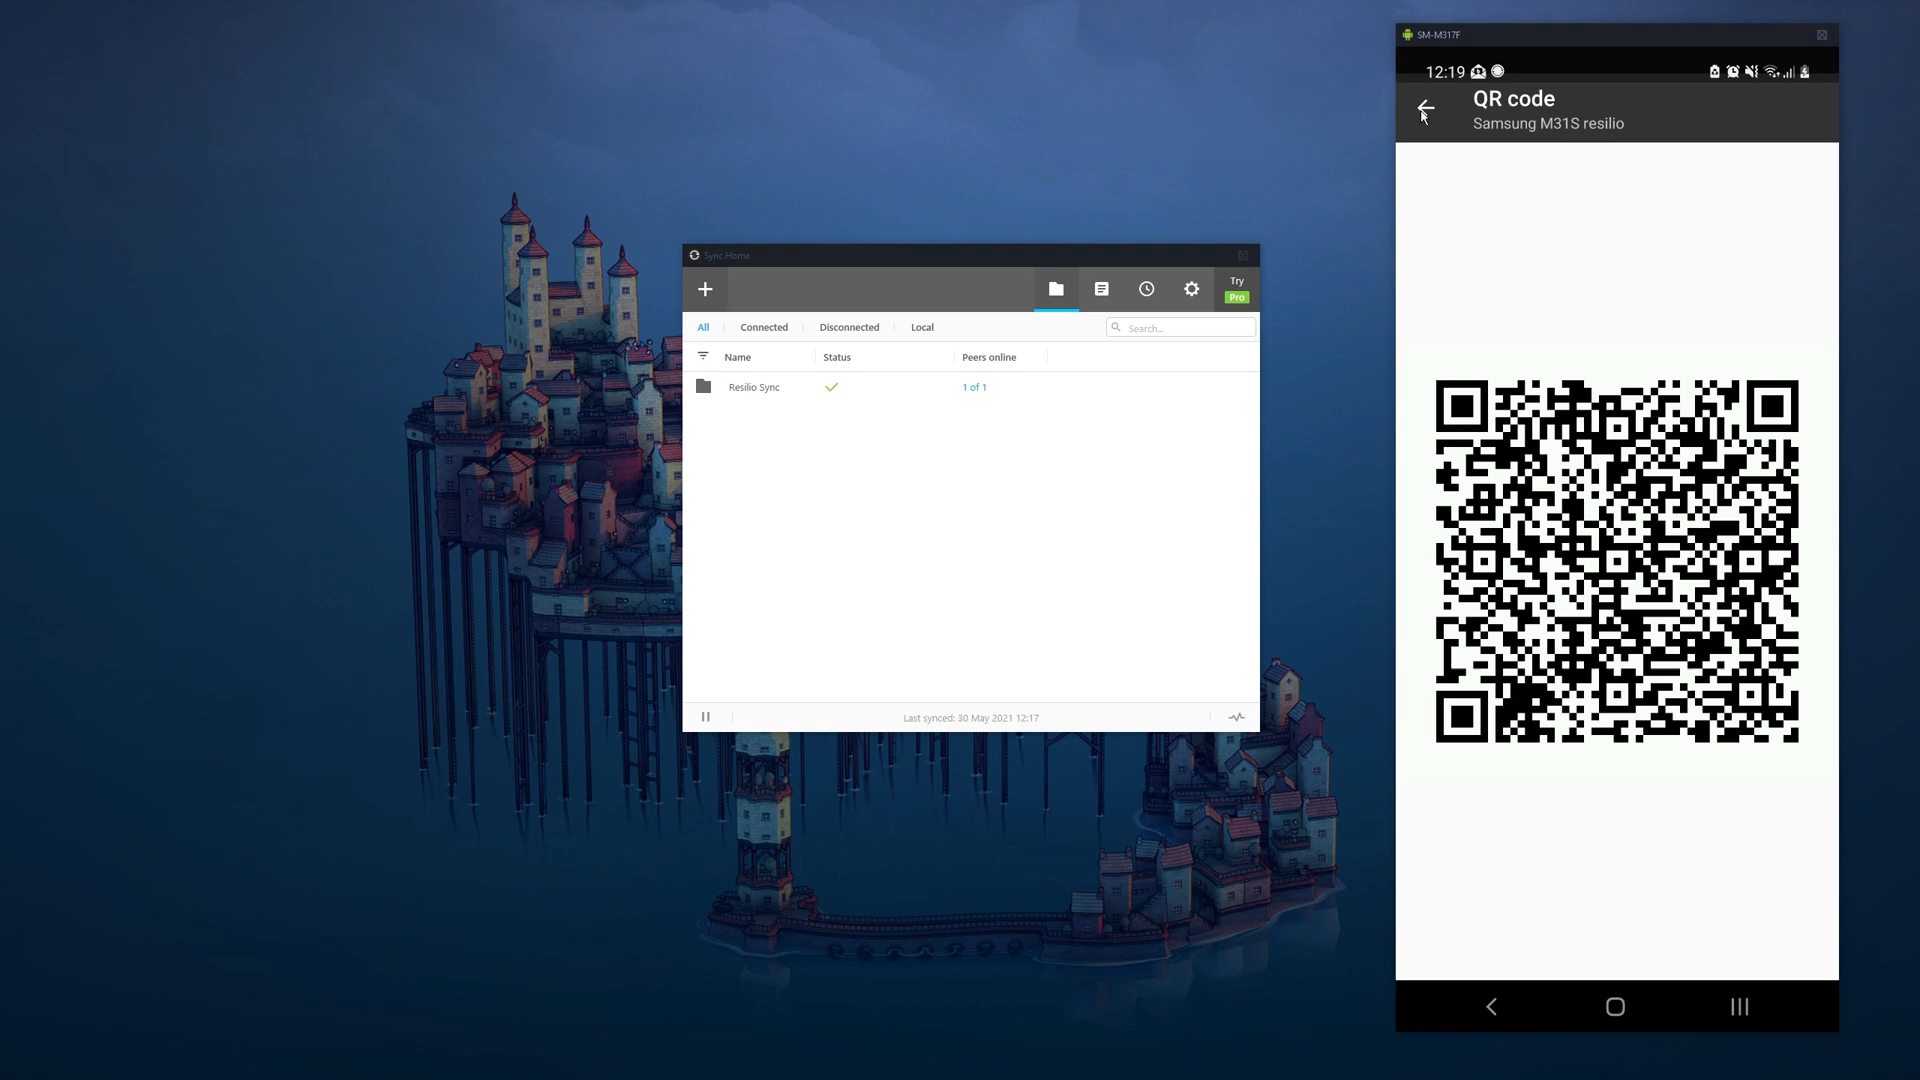 SM-M317F
12:19
QR code
Samsung M31S resilio
Sync Home
Try
Pro
All Connected Disconnected Local Search...
Name Status Peers online
Resilio Sync 1 of 1
Last synced: 30 May 2021 12:17